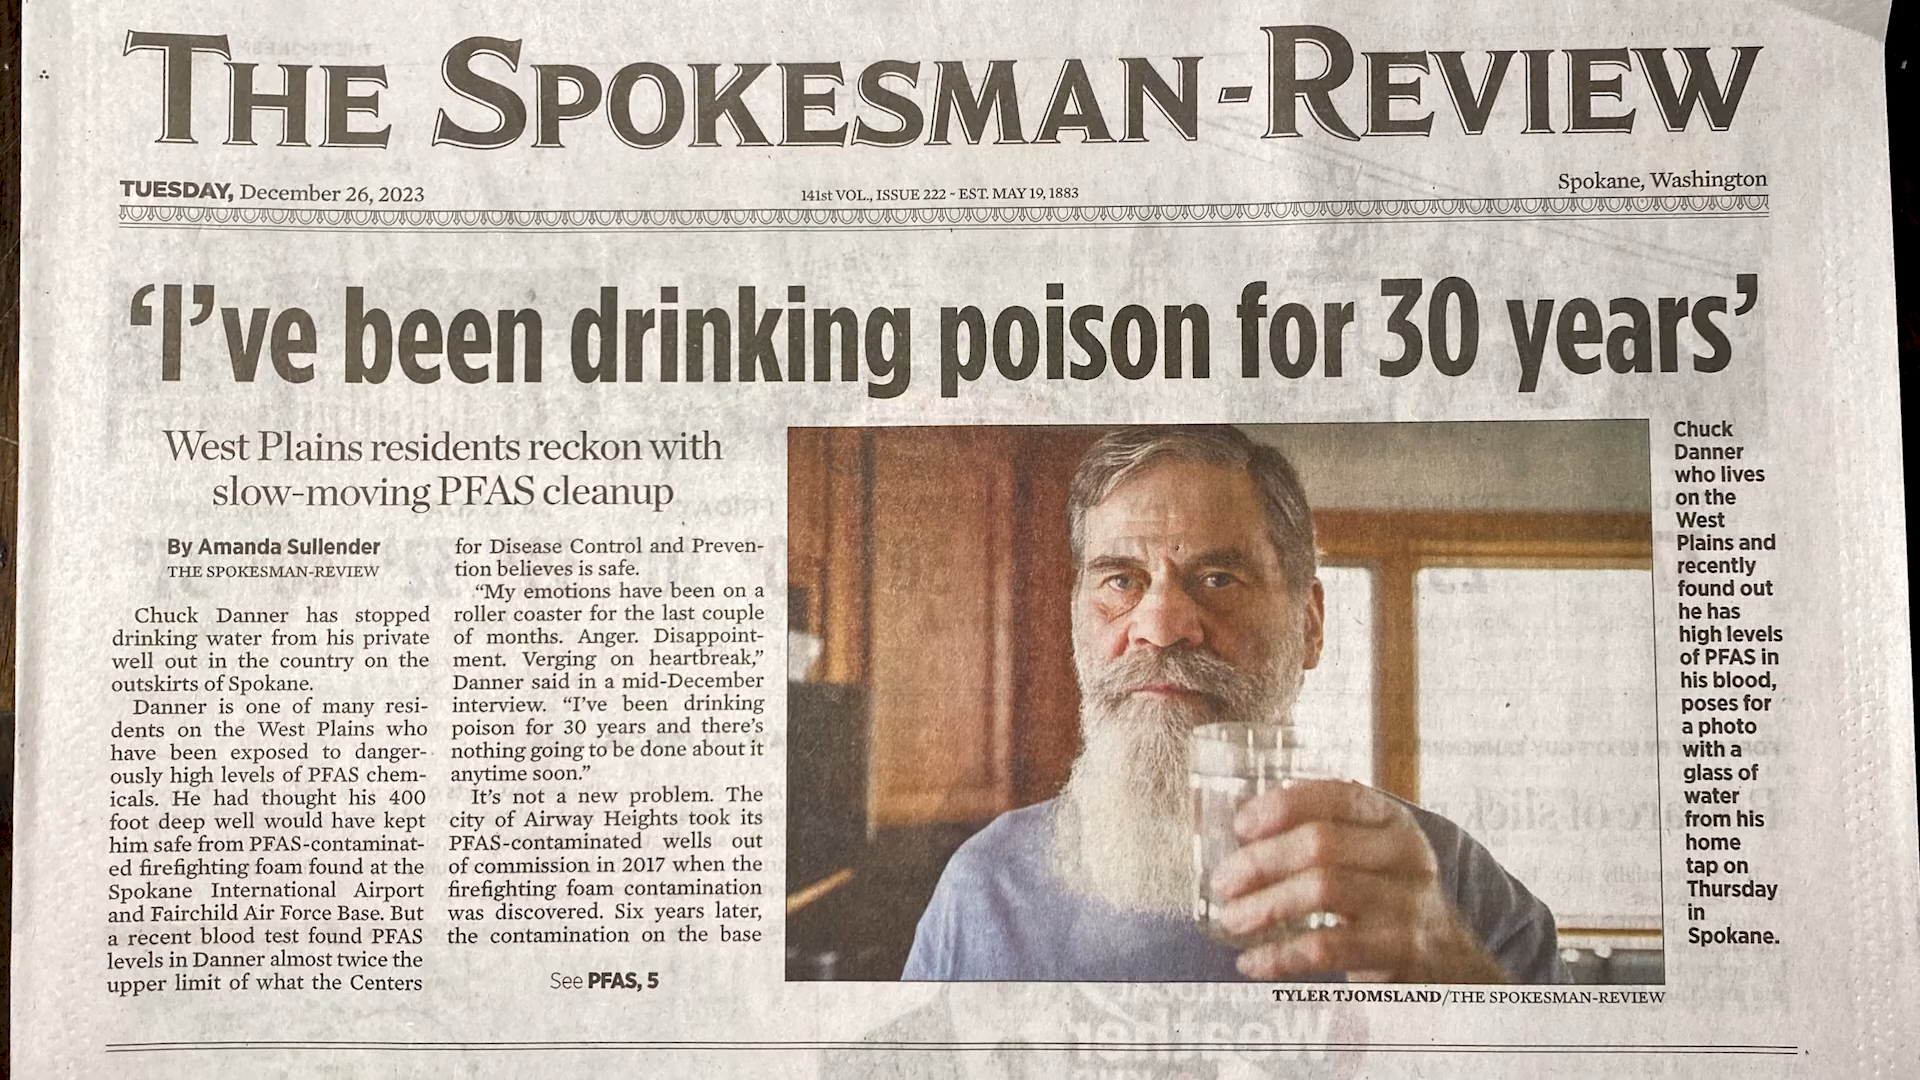 THE SPOKESMAN-REVIEW
TUESDAY, December 26, 2023
141st VOL., ISSUE 222 ~ EST. MAY 19, 1883
Spokane, Washington
‘I’ve been drinking poison for 30 years’
West Plains residents reckon with
slow-moving PFAS cleanup
By Amanda Sullender
THE SPOKESMAN-REVIEW
Chuck Danner has stopped
drinking water from his private
well out in the country on the
outskirts of Spokane.
Danner is one of many resi-
dents on the West Plains who
have been exposed to danger-
ously high levels of PFAS chem-
icals. He had thought his 400
foot deep well would have kept
him safe from PFAS-contaminat-
ed firefighting foam found at the
Spokane International Airport
and Fairchild Air Force Base. But
a recent blood test found PFAS
levels in Danner almost twice the
upper limit of what the Centers
for Disease Control and Preven-
tion believes is safe.
“My emotions have been on a
roller coaster for the last couple
of months. Anger. Disappoint-
ment. Verging on heartbreak,”
Danner said in a mid-December
interview. “I’ve been drinking
poison for 30 years and there’s
nothing going to be done about it
anytime soon.”
It’s not a new problem. The
city of Airway Heights took its
PFAS-contaminated wells out
of commission in 2017 when the
firefighting foam contamination
was discovered. Six years later,
the contamination on the base
See PFAS, 5
Chuck
Danner
who lives
on the
West
Plains and
recently
found out
he has
high levels
of PFAS in
his blood,
poses for
a photo
with a
glass of
water
from his
home
tap on
Thursday
in
Spokane.
TYLER TJOMSLAND/THE SPOKESMAN-REVIEW